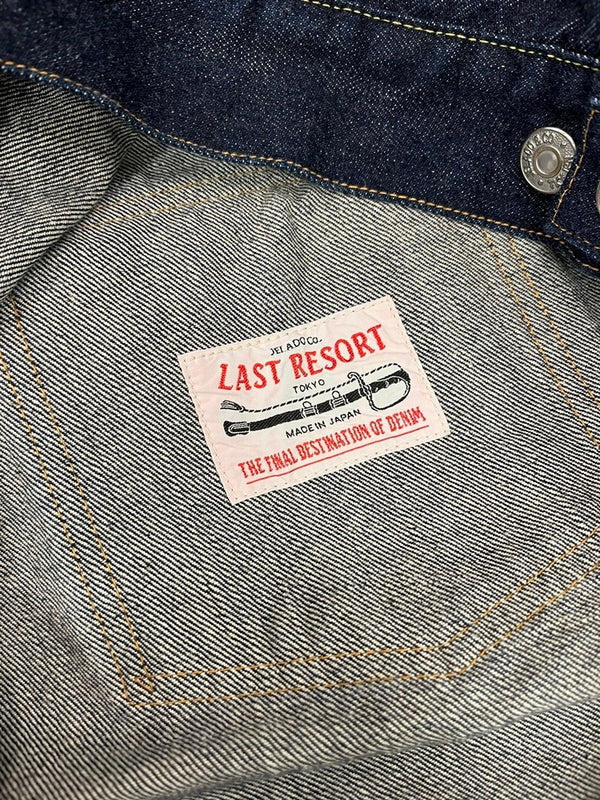 JELADO CO.
LAST RESORT
TOKYO
MADE IN JAPAN
THE FINAL DESTINATION OF DENIM